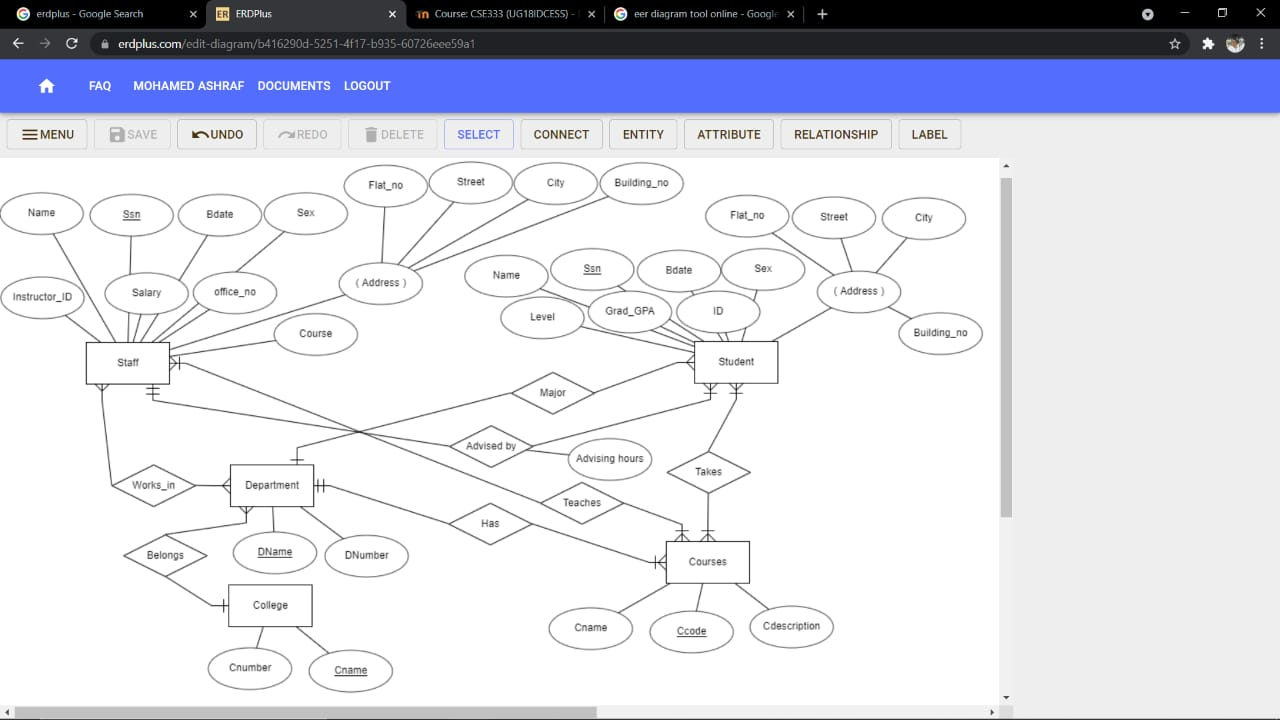 erdplus - Google Search
ERDPlus
Course: CSE333 (UG18IDCESS) -
eer diagram tool online - Google
erdplus.com/edit-diagram/b416290d-5251-4f17-b935-60726eee59a1
FAQ MOHAMED ASHRAF DOCUMENTS LOGOUT
MENU SAVE UNDO REDO DELETE SELECT CONNECT ENTITY ATTRIBUTE RELATIONSHIP LABEL
Flat_no Street City Building_no
Name Ssn Bdate Sex
Flat_no Street City
Instructor_ID Salary office_no
( Address )
Name Ssn Bdate Sex
( Address )
Level Grad_GPA ID
Course
Building_no
Staff
Student
Major
Advised by
Advising hours
Takes
Works_in
Department
Teaches
Has
Belongs
DName
DNumber
Courses
College
Cname
Ccode
Cdescription
Cnumber
Cname